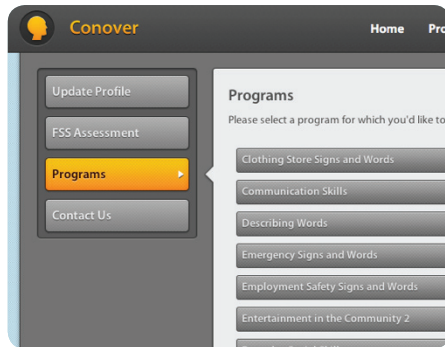 Conover
Home Pro
Update Profile
FSS Assessment
Programs
Contact Us
Programs
Please select a program for which you'd like to
Clothing Store Signs and Words
Communication Skills
Describing Words
Emergency Signs and Words
Employment Safety Signs and Words
Entertainment in the Community 2